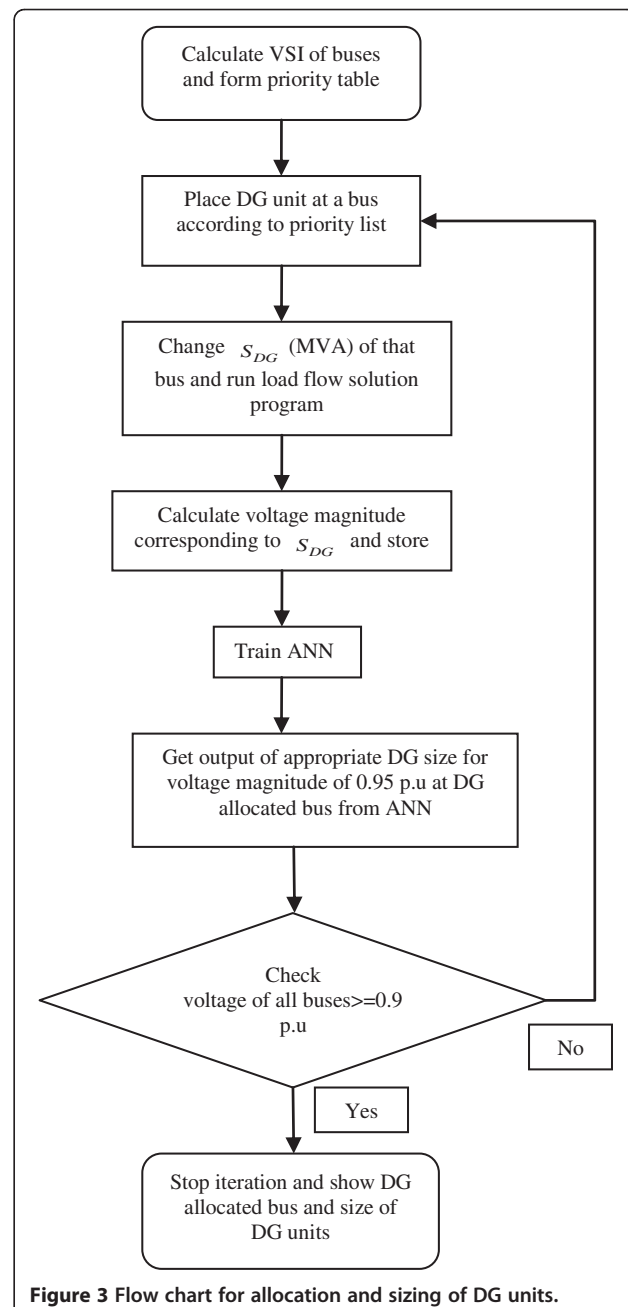 Calculate VSI of buses
and form priority table
Place DG unit at a bus
according to priority list
Change S_DG (MVA) of that
bus and run load flow solution
program
Calculate voltage magnitude
corresponding to S_DG and store
Train ANN
Get output of appropriate DG size for
voltage magnitude of 0.95 p.u at DG
allocated bus from ANN
Check
voltage of all buses>=0.9
p.u
No
Yes
Stop iteration and show DG
allocated bus and size of
DG units
Figure 3 Flow chart for allocation and sizing of DG units.